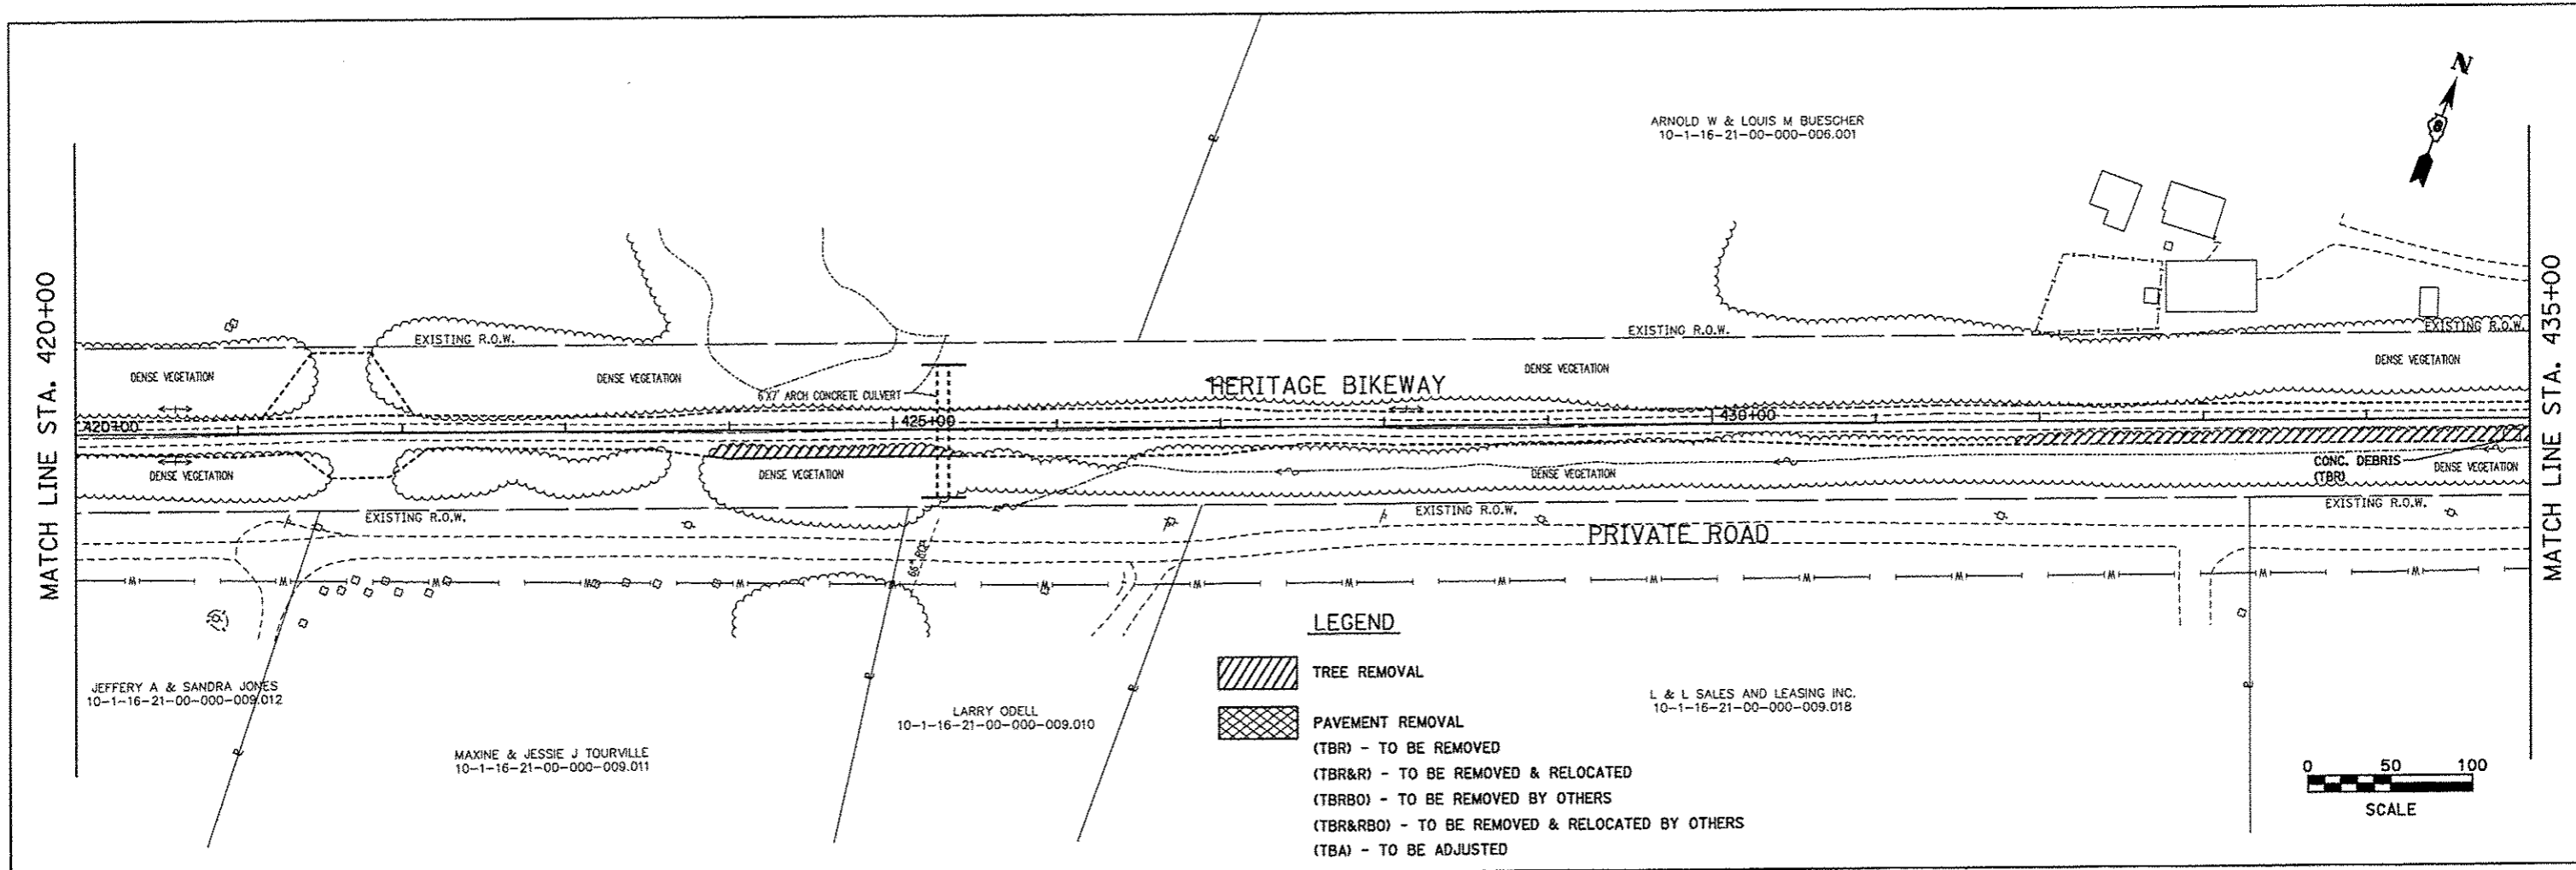 N
ARNOLD W & LOUIS M BUESCHER
10-1-16-21-00-000-006.001
MATCH LINE STA. 420+00
MATCH LINE STA. 435+00
EXISTING R.O.W.
EXISTING R.O.W.
EXISTING R.O.W.
DENSE VEGETATION
DENSE VEGETATION
DENSE VEGETATION
DENSE VEGETATION
6'X7' ARCH CONCRETE CULVERT
HERITAGE BIKEWAY
420+00
425+00
430+00
DENSE VEGETATION
DENSE VEGETATION
DENSE VEGETATION
CONC. DEBRIS
(TBR)
DENSE VEGETATION
EXISTING R.O.W.
EXISTING R.O.W.
EXISTING R.O.W.
PRIVATE ROAD
W W W W W W W W W W W W W W W W
LEGEND
TREE REMOVAL
PAVEMENT REMOVAL
(TBR) - TO BE REMOVED
(TBR&R) - TO BE REMOVED & RELOCATED
(TBRBO) - TO BE REMOVED BY OTHERS
(TBR&RBO) - TO BE REMOVED & RELOCATED BY OTHERS
(TBA) - TO BE ADJUSTED
JEFFERY A & SANDRA JONES
10-1-16-21-00-000-009.012
MAXINE & JESSIE J TOURVILLE
10-1-16-21-00-000-009.011
LARRY ODELL
10-1-16-21-00-000-009.010
L & L SALES AND LEASING INC.
10-1-16-21-00-000-009.018
0 50 100
SCALE